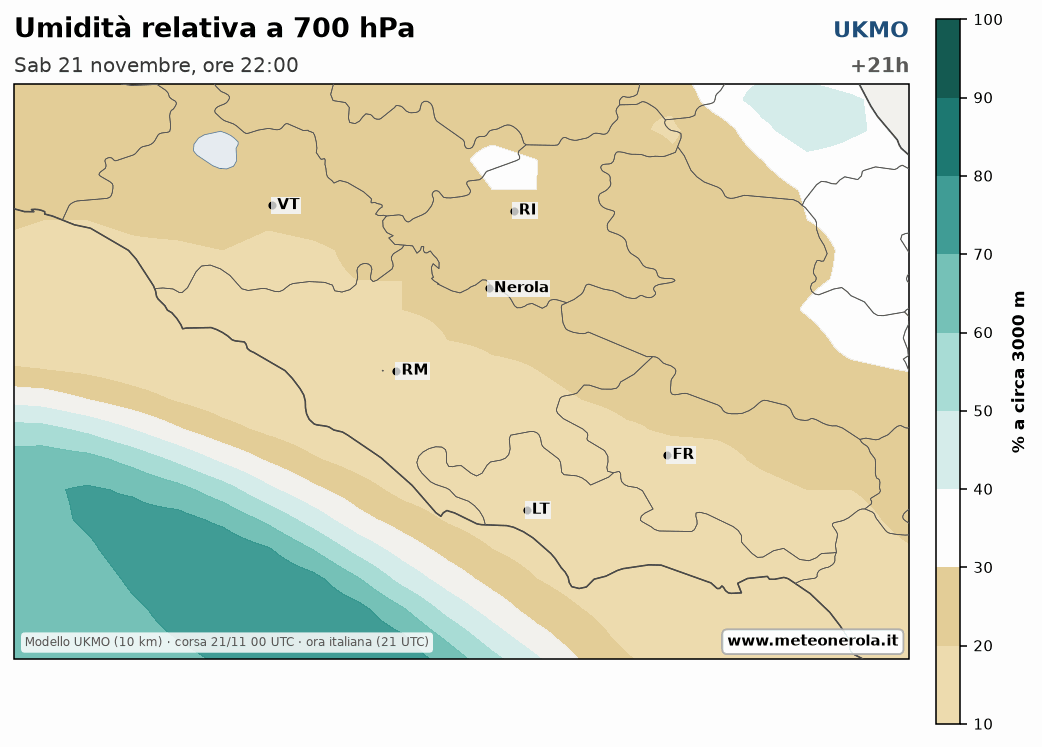 Umidità relativa a 700 hPa
UKMO
Sab 21 novembre, ore 22:00
+21h
VT
RI
Nerola
RM
FR
LT
Modello UKMO (10 km) · corsa 21/11 00 UTC · ora italiana (21 UTC)
www.meteonerola.it
100
90
80
70
60
50
40
30
20
10
% a circa 3000 m